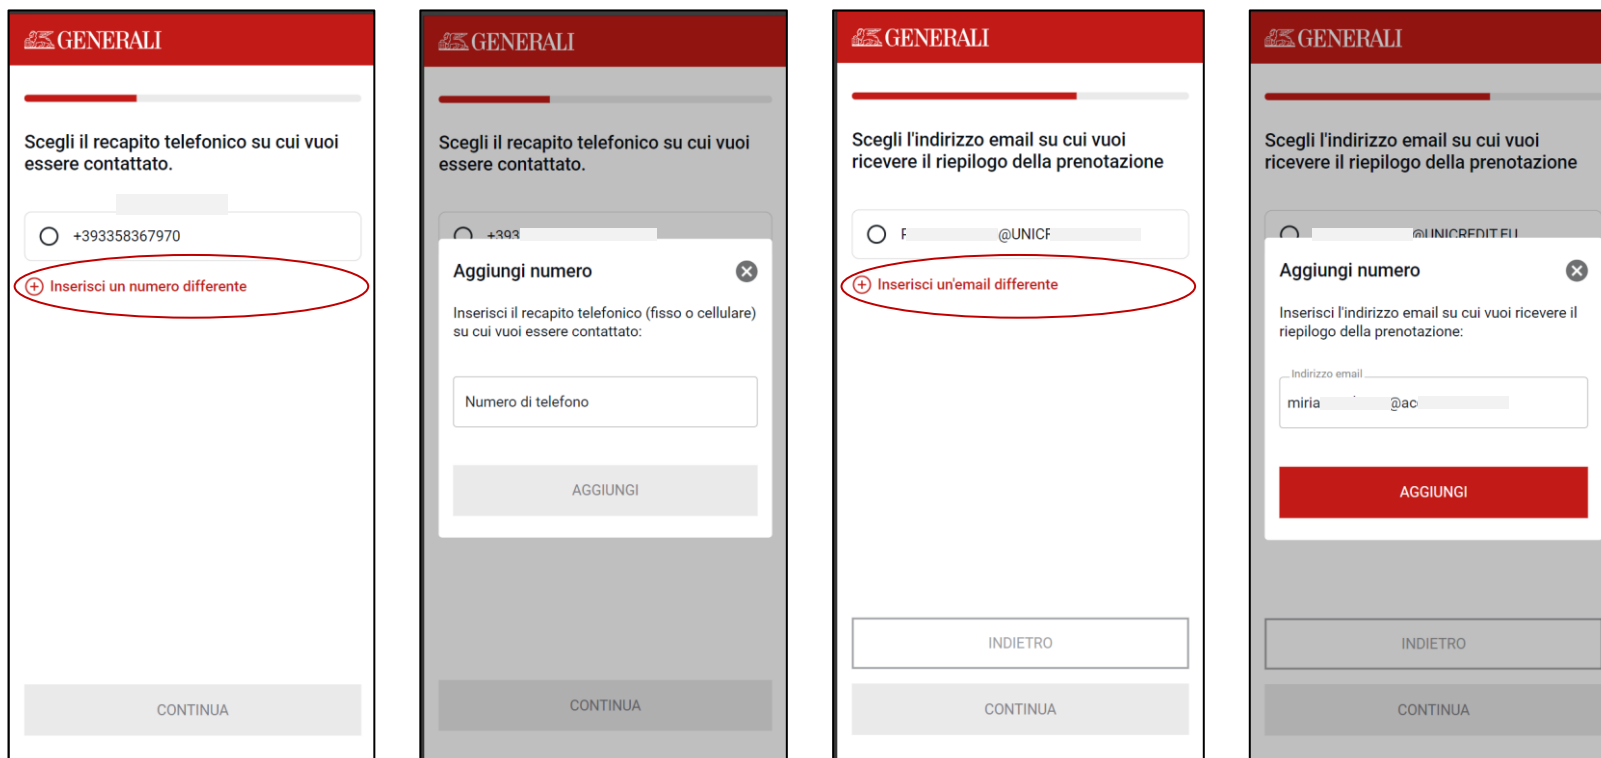 GENERALI
Scegli il recapito telefonico su cui vuoi
essere contattato.
+393358367970
Inserisci un numero differente
CONTINUA
GENERALI
Scegli il recapito telefonico su cui vuoi
essere contattato.
+393
Aggiungi numero
Inserisci il recapito telefonico (fisso o cellulare)
su cui vuoi essere contattato:
Numero di telefono
AGGIUNGI
CONTINUA
GENERALI
Scegli l'indirizzo email su cui vuoi
ricevere il riepilogo della prenotazione
@UNICF
Inserisci un'email differente
INDIETRO
CONTINUA
GENERALI
Scegli l'indirizzo email su cui vuoi
ricevere il riepilogo della prenotazione
@UNICREDIT.EU
Aggiungi numero
Inserisci l'indirizzo email su cui vuoi ricevere il
riepilogo della prenotazione:
Indirizzo email
miria @ac
AGGIUNGI
INDIETRO
CONTINUA